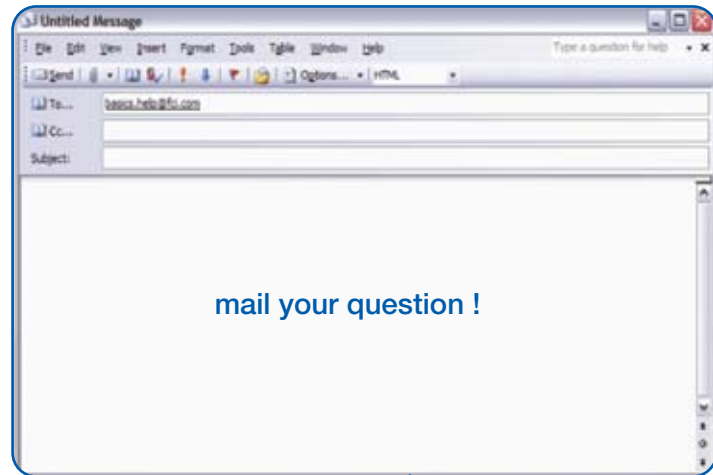 Untitled Message
File Edit View Insert Format Tools Table Window Help Type a question for help
Send Options... HTML
To... basics.help@fci.com
Cc...
Subject:
mail your question !